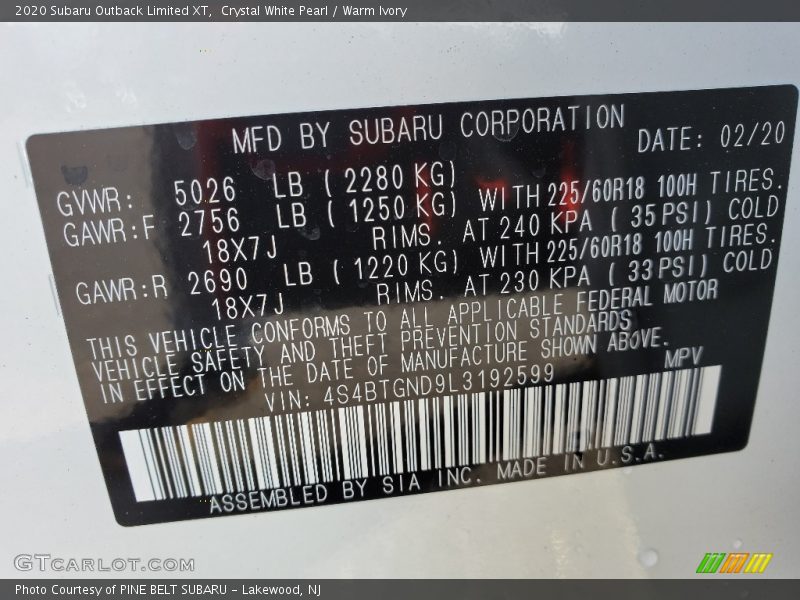 2020 Subaru Outback Limited XT,  Crystal White Pearl / Warm Ivory
MFD BY SUBARU CORPORATION
DATE: 02/20
GVWR: 5026 LB ( 2280 KG)
GAWR:F 2756 LB ( 1250 KG) WITH 225/60R18 100H TIRES.
18X7J RIMS. AT 240 KPA ( 35 PSI) COLD
GAWR:R 2690 LB ( 1220 KG) WITH 225/60R18 100H TIRES.
18X7J RIMS. AT 230 KPA ( 33 PSI) COLD
THIS VEHICLE CONFORMS TO ALL APPLICABLE FEDERAL MOTOR
VEHICLE SAFETY AND THEFT PREVENTION STANDARDS
IN EFFECT ON THE DATE OF MANUFACTURE SHOWN ABOVE.
VIN: 4S4BTGND9L3192599 MPV
ASSEMBLED BY SIA INC. MADE IN U.S.A.
GTCARLOT.COM
Photo Courtesy of PINE BELT SUBARU – Lakewood, NJ